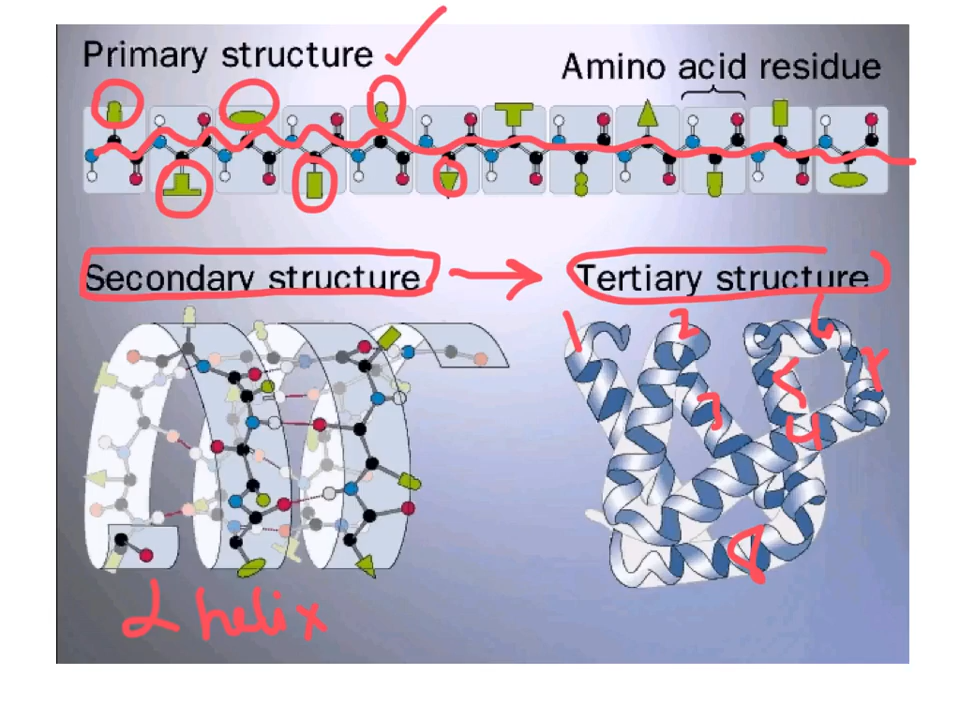 Primary structure
Amino acid residue
Secondary structure
Tertiary structure
1
2
3
4
5
6
7
8
α helix